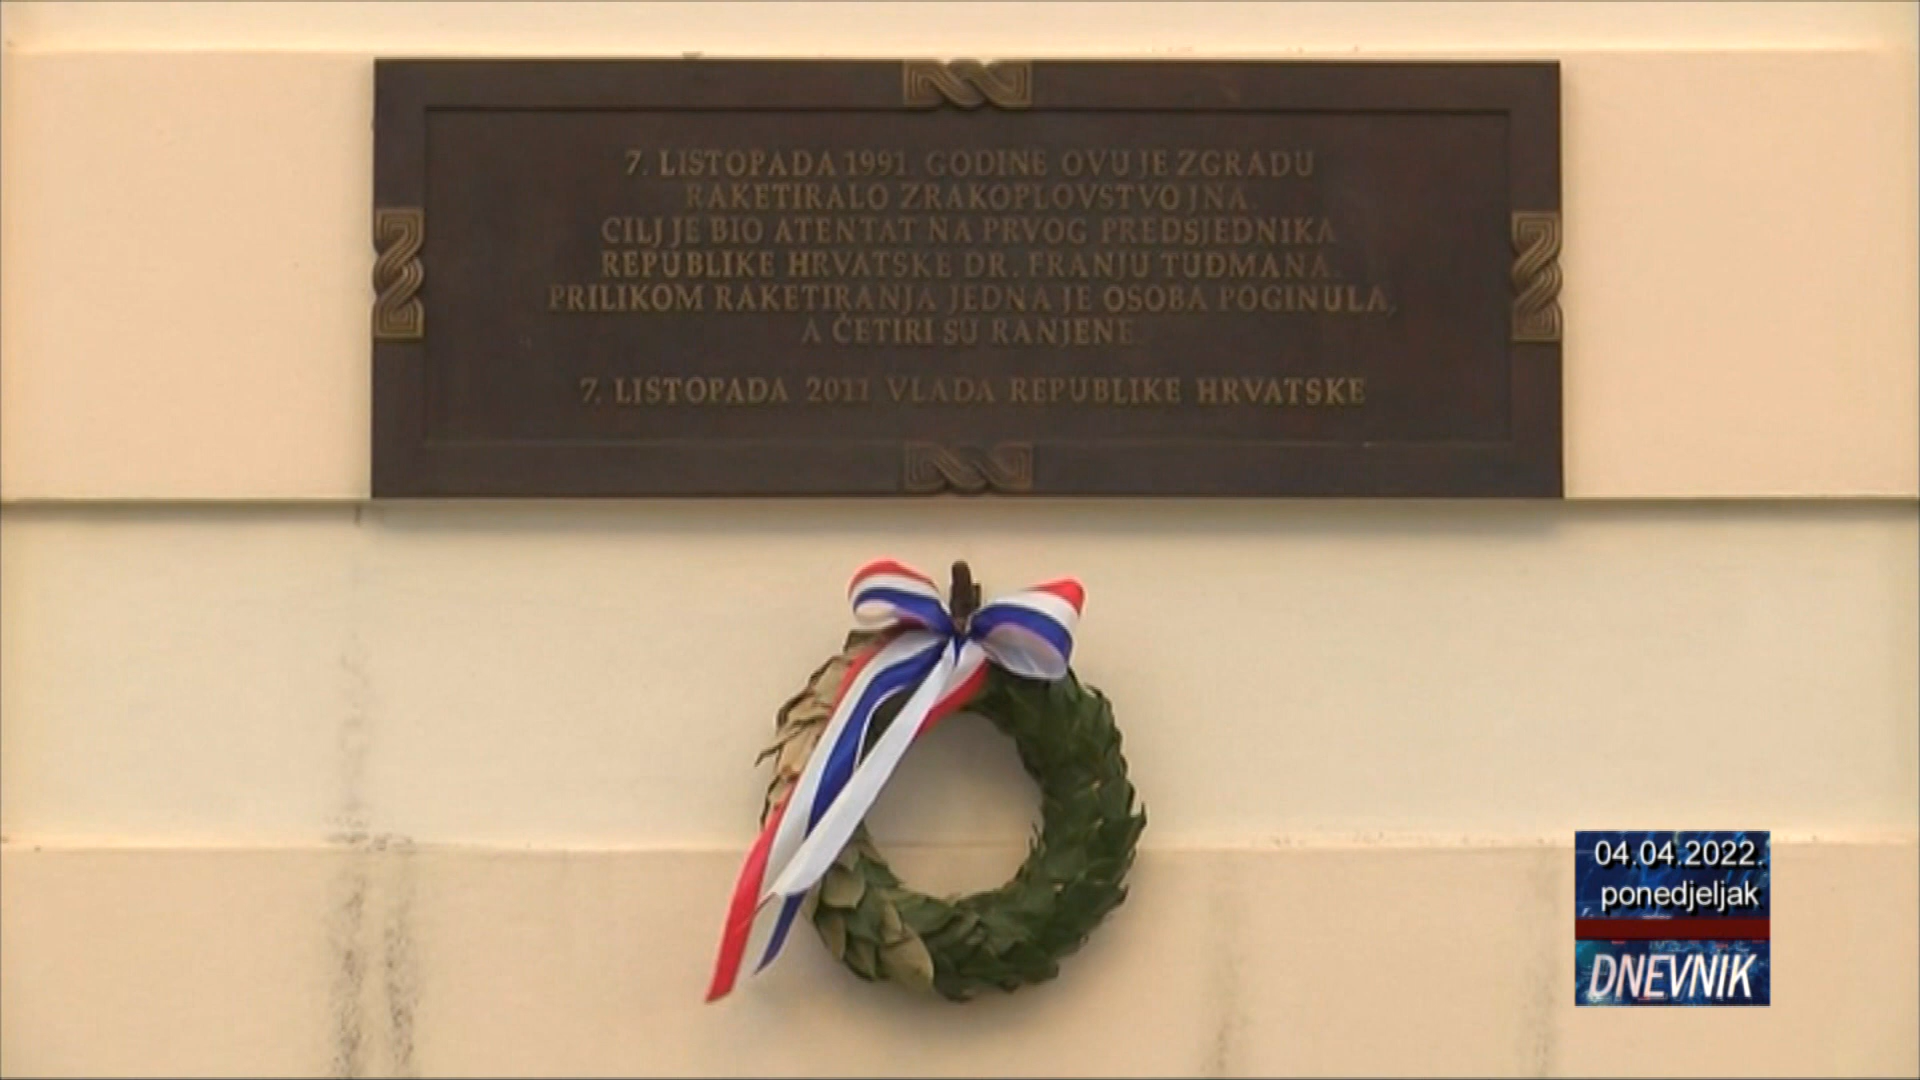 7. LISTOPADA 1991. GODINE OVU JE ZGRADU
RAKETIRALO ZRAKOPLOVSTVO JNA.
CILJ JE BIO ATENTAT NA PRVOG PREDSJEDNIKA
REPUBLIKE HRVATSKE DR. FRANJU TUĐMANA.
PRILIKOM RAKETIRANJA JEDNA JE OSOBA POGINULA,
A ČETIRI SU RANJENE.
7. LISTOPADA 2011 VLADA REPUBLIKE HRVATSKE
04.04.2022.
ponedjeljak
DNEVNIK